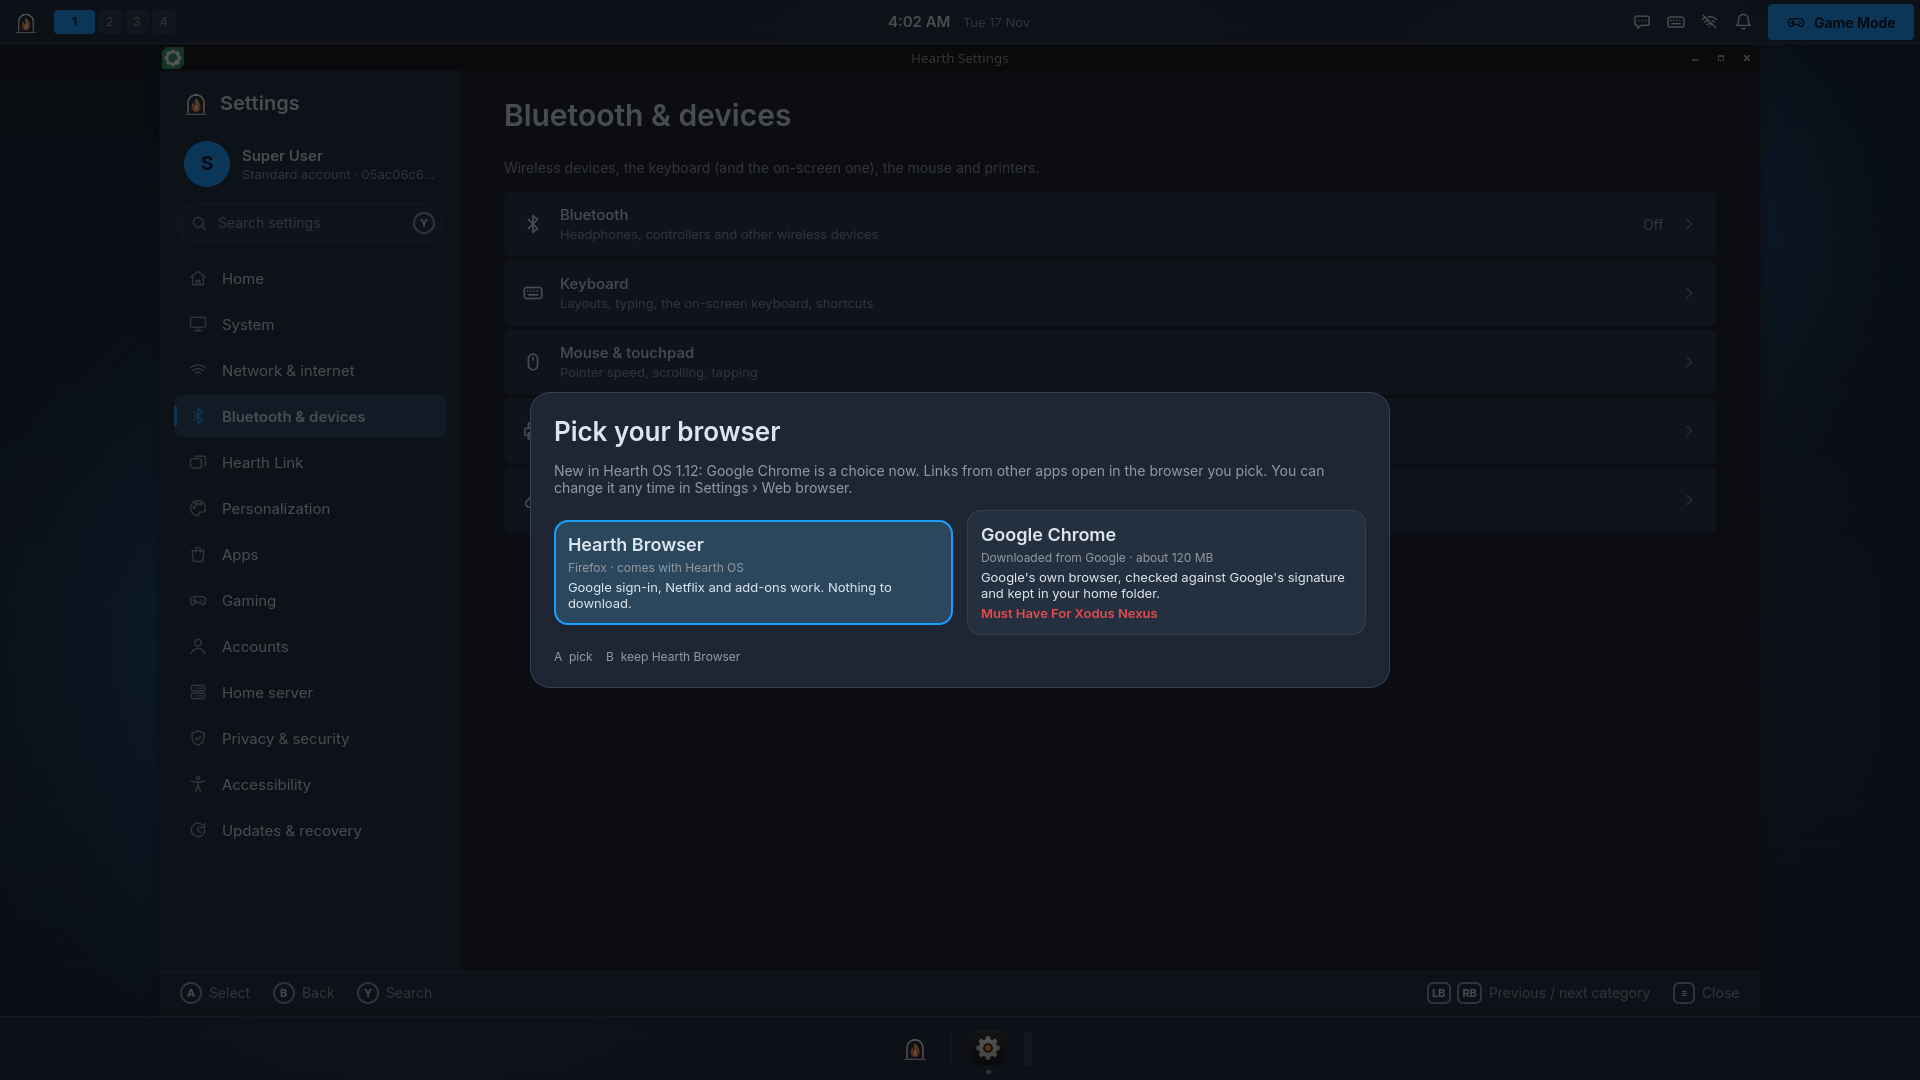 1 2 3 4
4:02 AM Tue 17 Nov
Game Mode
Hearth Settings
Settings
S
Super User
Standard account · 05ac06c6...
Search settings Y
Home
System
Network & internet
Bluetooth & devices
Hearth Link
Personalization
Apps
Gaming
Accounts
Home server
Privacy & security
Accessibility
Updates & recovery
Bluetooth & devices
Wireless devices, the keyboard (and the on-screen one), the mouse and printers.
Bluetooth
Headphones, controllers and other wireless devices
Off
Keyboard
Layouts, typing, the on-screen keyboard, shortcuts
Mouse & touchpad
Pointer speed, scrolling, tapping
Pick your browser
New in Hearth OS 1.12: Google Chrome is a choice now. Links from other apps open in the browser you pick. You can
change it any time in Settings › Web browser.
Hearth Browser
Firefox · comes with Hearth OS
Google sign-in, Netflix and add-ons work. Nothing to
download.
Google Chrome
Downloaded from Google · about 120 MB
Google's own browser, checked against Google's signature
and kept in your home folder.
Must Have For Xodus Nexus
A pick B keep Hearth Browser
A Select B Back Y Search
LB RB Previous / next category ≡ Close